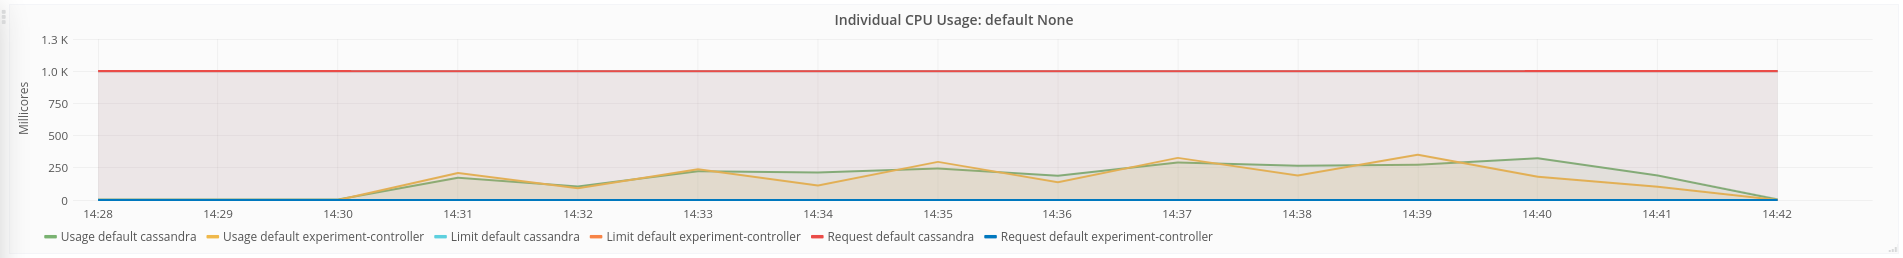 Individual CPU Usage: default None
Millicores
1.3 K
1.0 K
750
500
250
0
14:28 14:29 14:30 14:31 14:32 14:33 14:34 14:35 14:36 14:37 14:38 14:39 14:40 14:41 14:42
Usage default cassandra Usage default experiment-controller Limit default cassandra Limit default experiment-controller Request default cassandra Request default experiment-controller